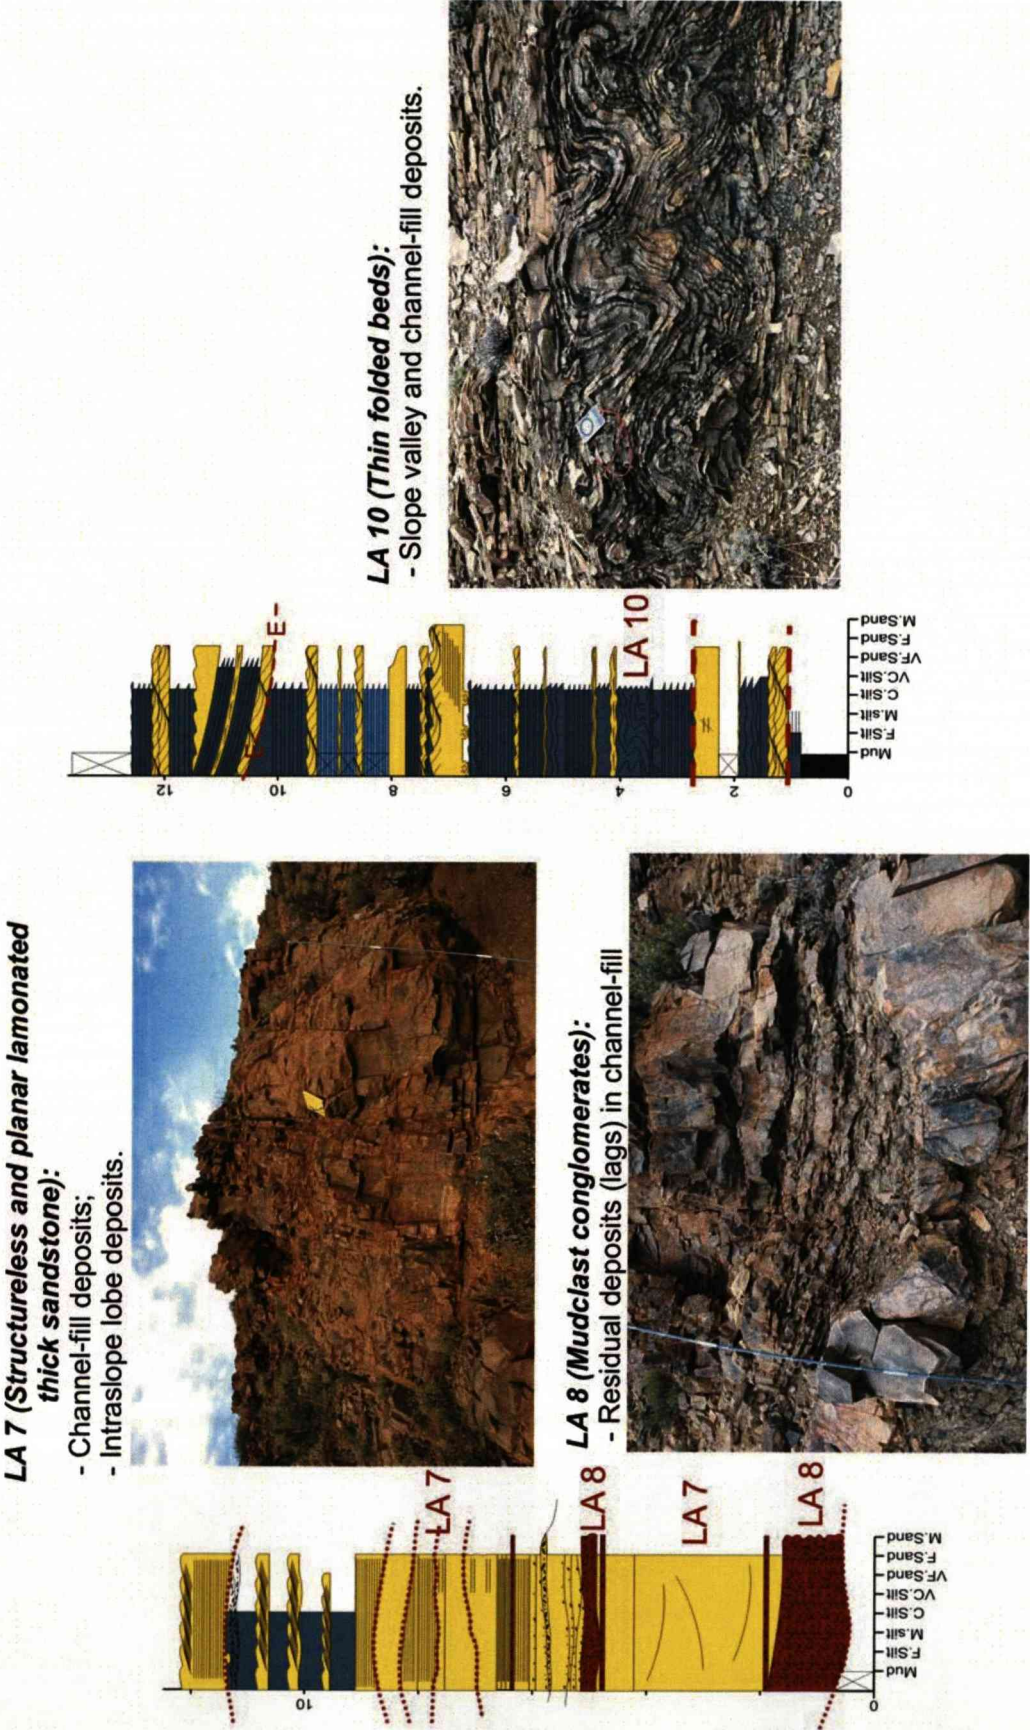 LA 7 (Structureless and planar lamonated
thick sandstone):
- Channel-fill deposits;
- Intraslope lobe deposits.
LA 7
LA 8
LA 7
LA 8
10
0
Mud
F.Silt
M.silt
C.Silt
VC.Silt
VF.Sand
F.Sand
M.Sand
LA 8 (Mudclast conglomerates):
- Residual deposits (lags) in channel-fill
12
10
8
6
4
2
0
E
LA 10
Mud
F.Silt
M.silt
C.Silt
VC.Silt
VF.Sand
F.Sand
M.Sand
LA 10 (Thin folded beds):
- Slope valley and channel-fill deposits.